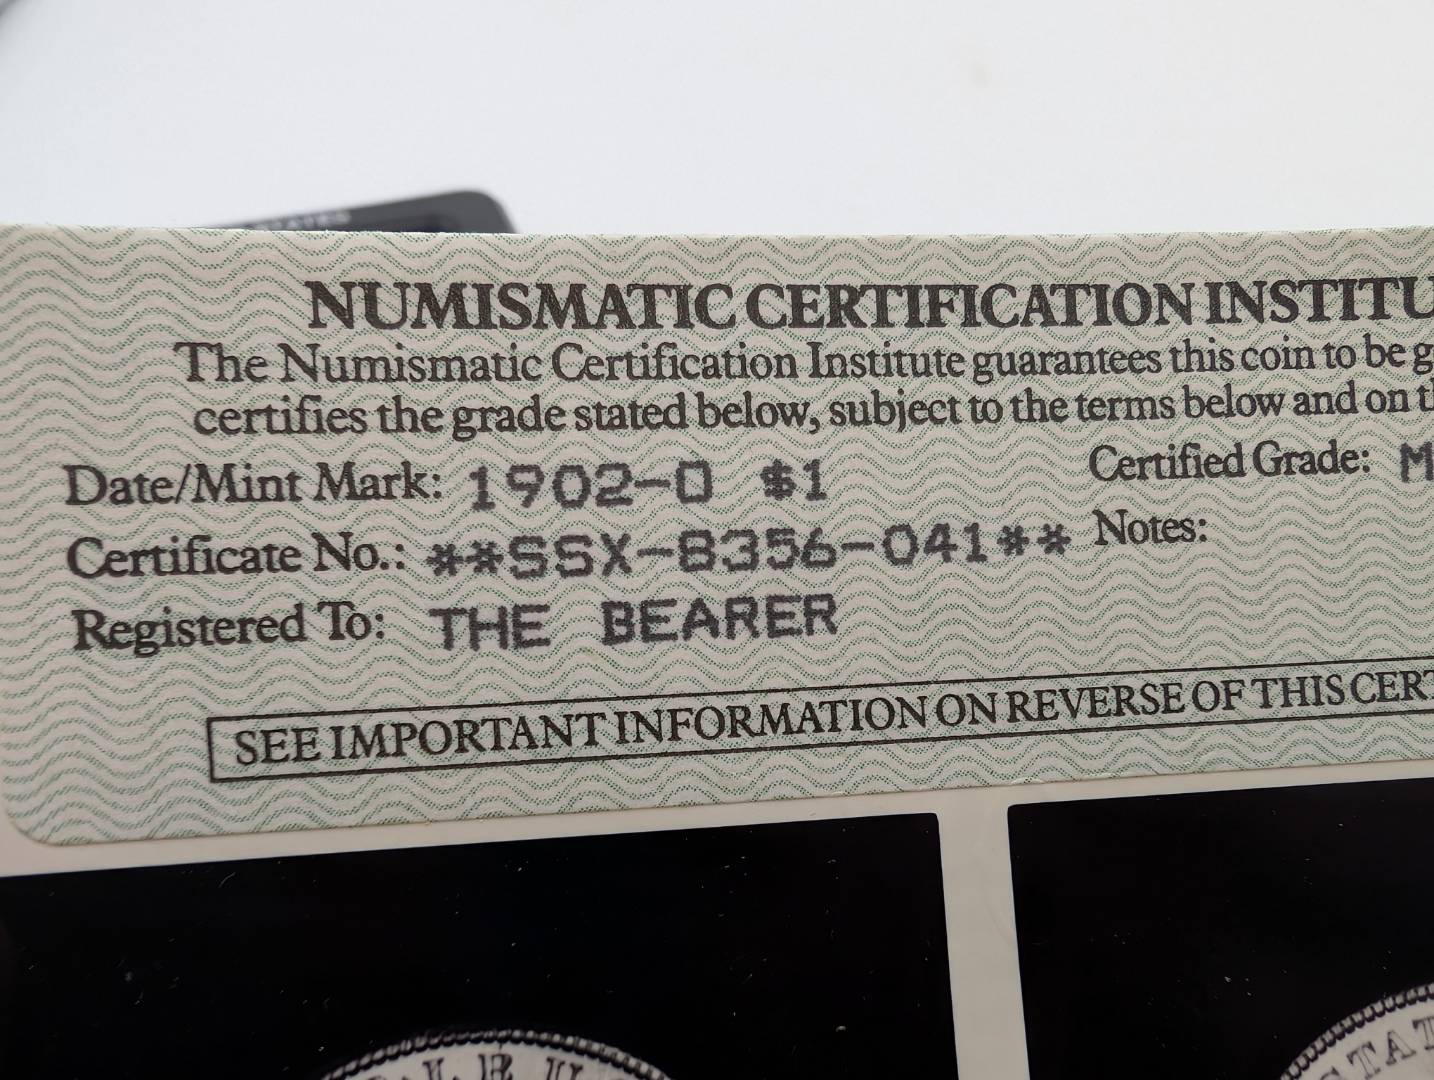 NUMISMATIC CERTIFICATION INSTITU
The Numismatic Certification Institute guarantees this coin to be g
certifies the grade stated below, subject to the terms below and on t
Date/Mint Mark: 1902-O $1 Certified Grade: M
Certificate No.: **SSX-8356-041** Notes:
Registered To: THE BEARER
SEE IMPORTANT INFORMATION ON REVERSE OF THIS CERT